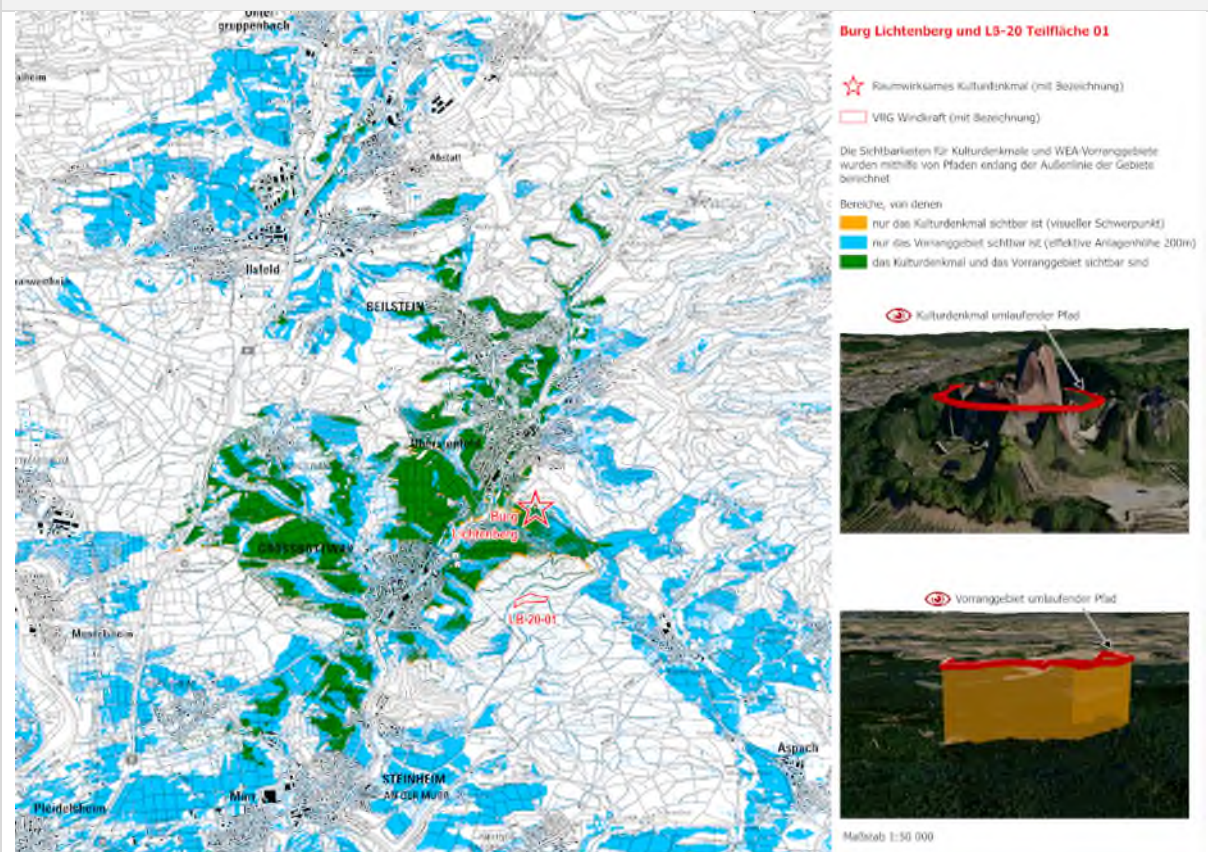 Unter-
gruppenbach
Abstatt
Ilsfeld
BEILSTEIN
Oberstenfeld
Burg
Lichtenberg
GROSSBOTTWAR
LB-20-01
Mundelsheim
Aspach
STEINHEIM
AN DER MURR
Murr
Pleidelsheim
Burg Lichtenberg und LB-20 Teilfläche 01
Raumwirksames Kulturdenkmal (mit Bezeichnung)
VRG Windkraft (mit Bezeichnung)
Die Sichtbarkeiten für Kulturdenkmale und WEA-Vorranggebiete
wurden mithilfe von Pfaden entlang der Außenlinie der Gebiete
berechnet
Bereiche, von denen
nur das Kulturdenkmal sichtbar ist (visueller Schwerpunkt)
nur das Vorranggebiet sichtbar ist (effektive Anlagenhöhe 200m)
das Kulturdenkmal und das Vorranggebiet sichtbar sind
Kulturdenkmal umlaufender Pfad
Vorranggebiet umlaufender Pfad
Maßstab 1:50 000